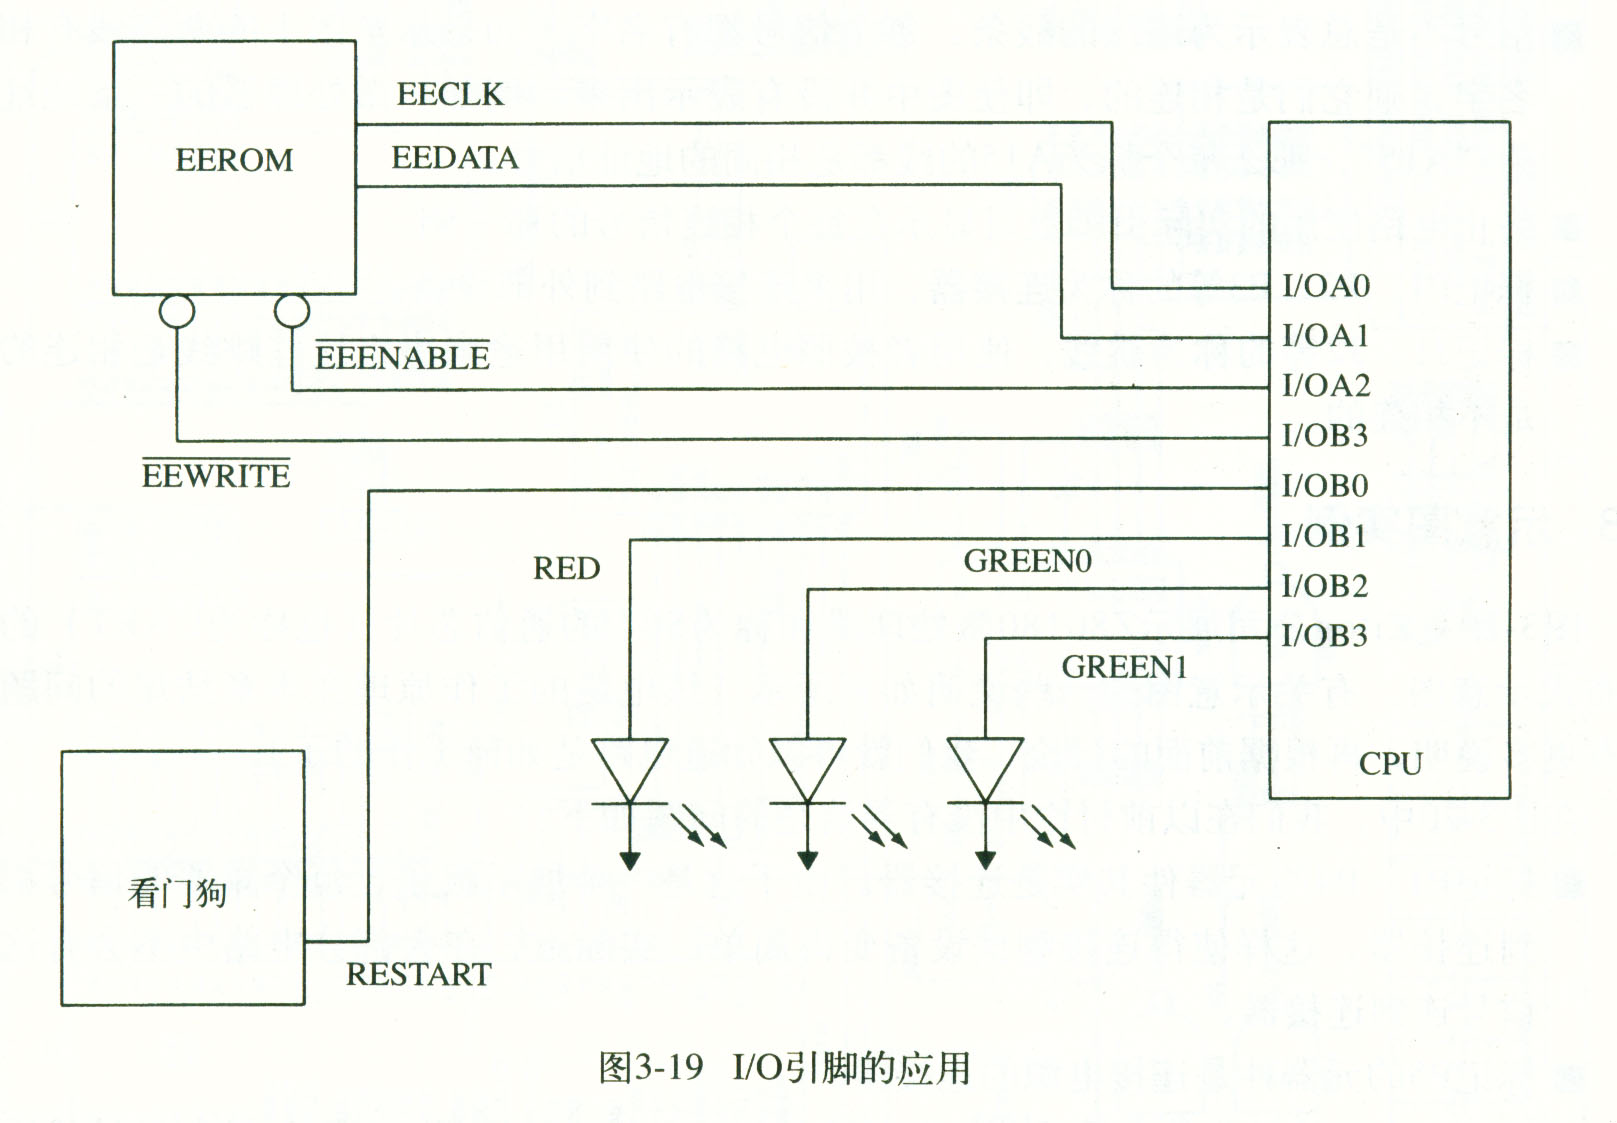 EECLK
EEROM
EEDATA
I/OA0
I/OA1
EEENABLE
I/OA2
I/OB3
EEWRITE
I/OB0
I/OB1
RED
GREEN0
I/OB2
I/OB3
GREEN1
CPU
看门狗
RESTART
图3-19 I/O引脚的应用